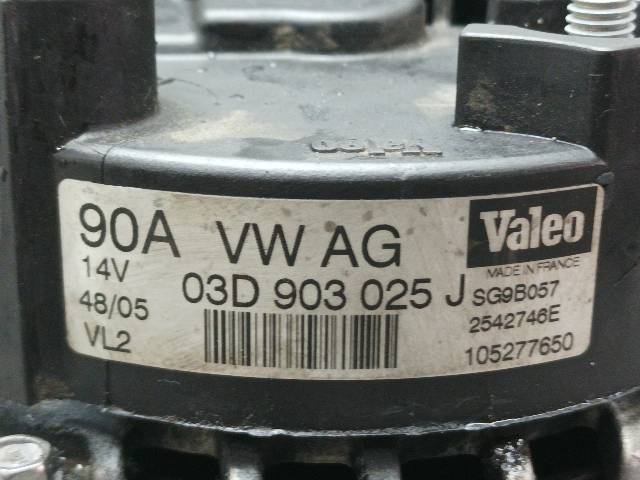 90A VW AG
14V
48/05
VL2
03D 903 025 J
Valeo
MADE IN FRANCE
SG9B057
2542746E
105277650